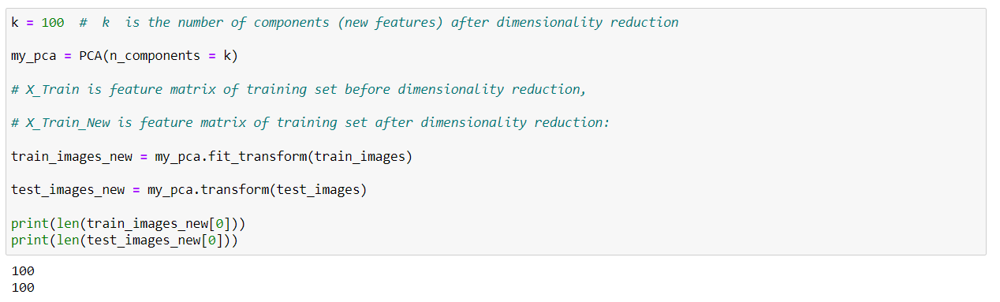 k = 100  #  k  is the number of components (new features) after dimensionality reduction
my_pca = PCA(n_components = k)
# X_Train is feature matrix of training set before dimensionality reduction,
# X_Train_New is feature matrix of training set after dimensionality reduction:
train_images_new = my_pca.fit_transform(train_images)
test_images_new = my_pca.transform(test_images)
print(len(train_images_new[0]))
print(len(test_images_new[0]))
100
100